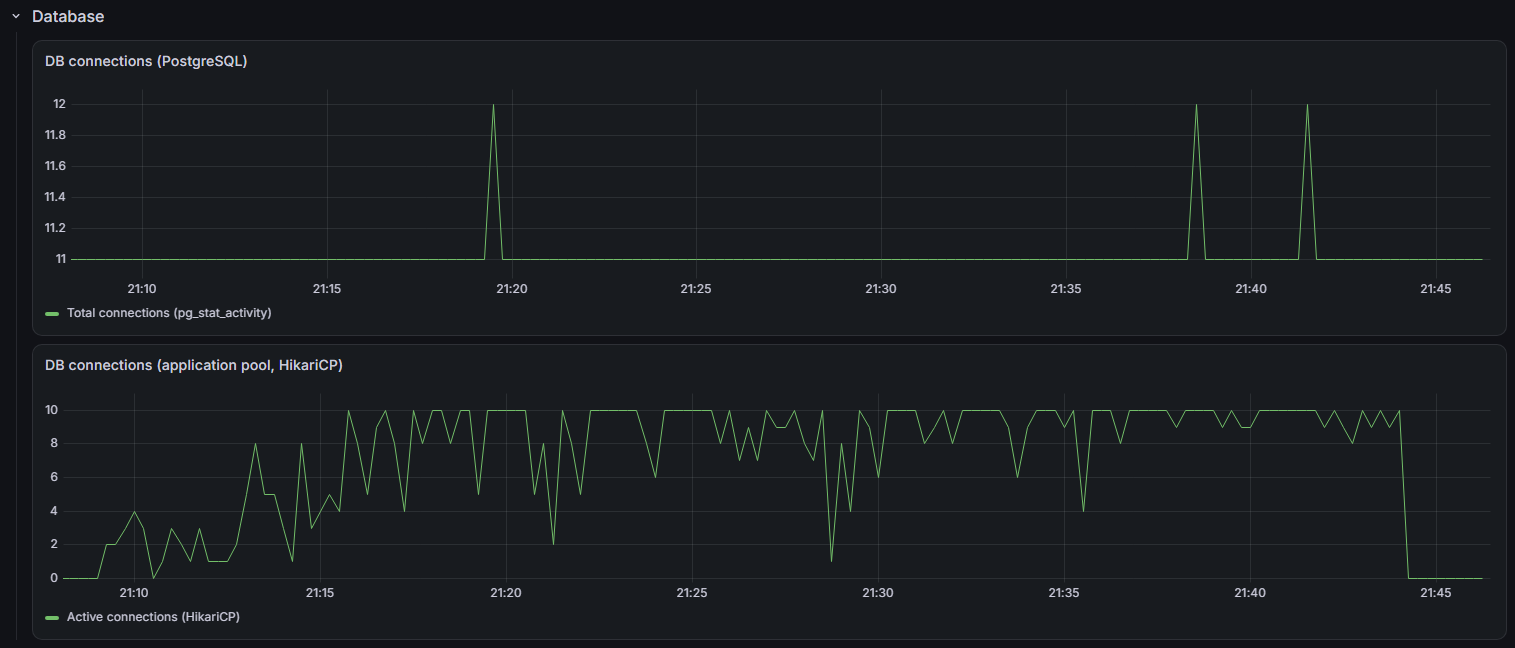 Database
DB connections (PostgreSQL)
12
11.8
11.6
11.4
11.2
11
21:10 21:15 21:20 21:25 21:30 21:35 21:40 21:45
Total connections (pg_stat_activity)
DB connections (application pool, HikariCP)
10
8
6
4
2
0
21:10 21:15 21:20 21:25 21:30 21:35 21:40 21:45
Active connections (HikariCP)